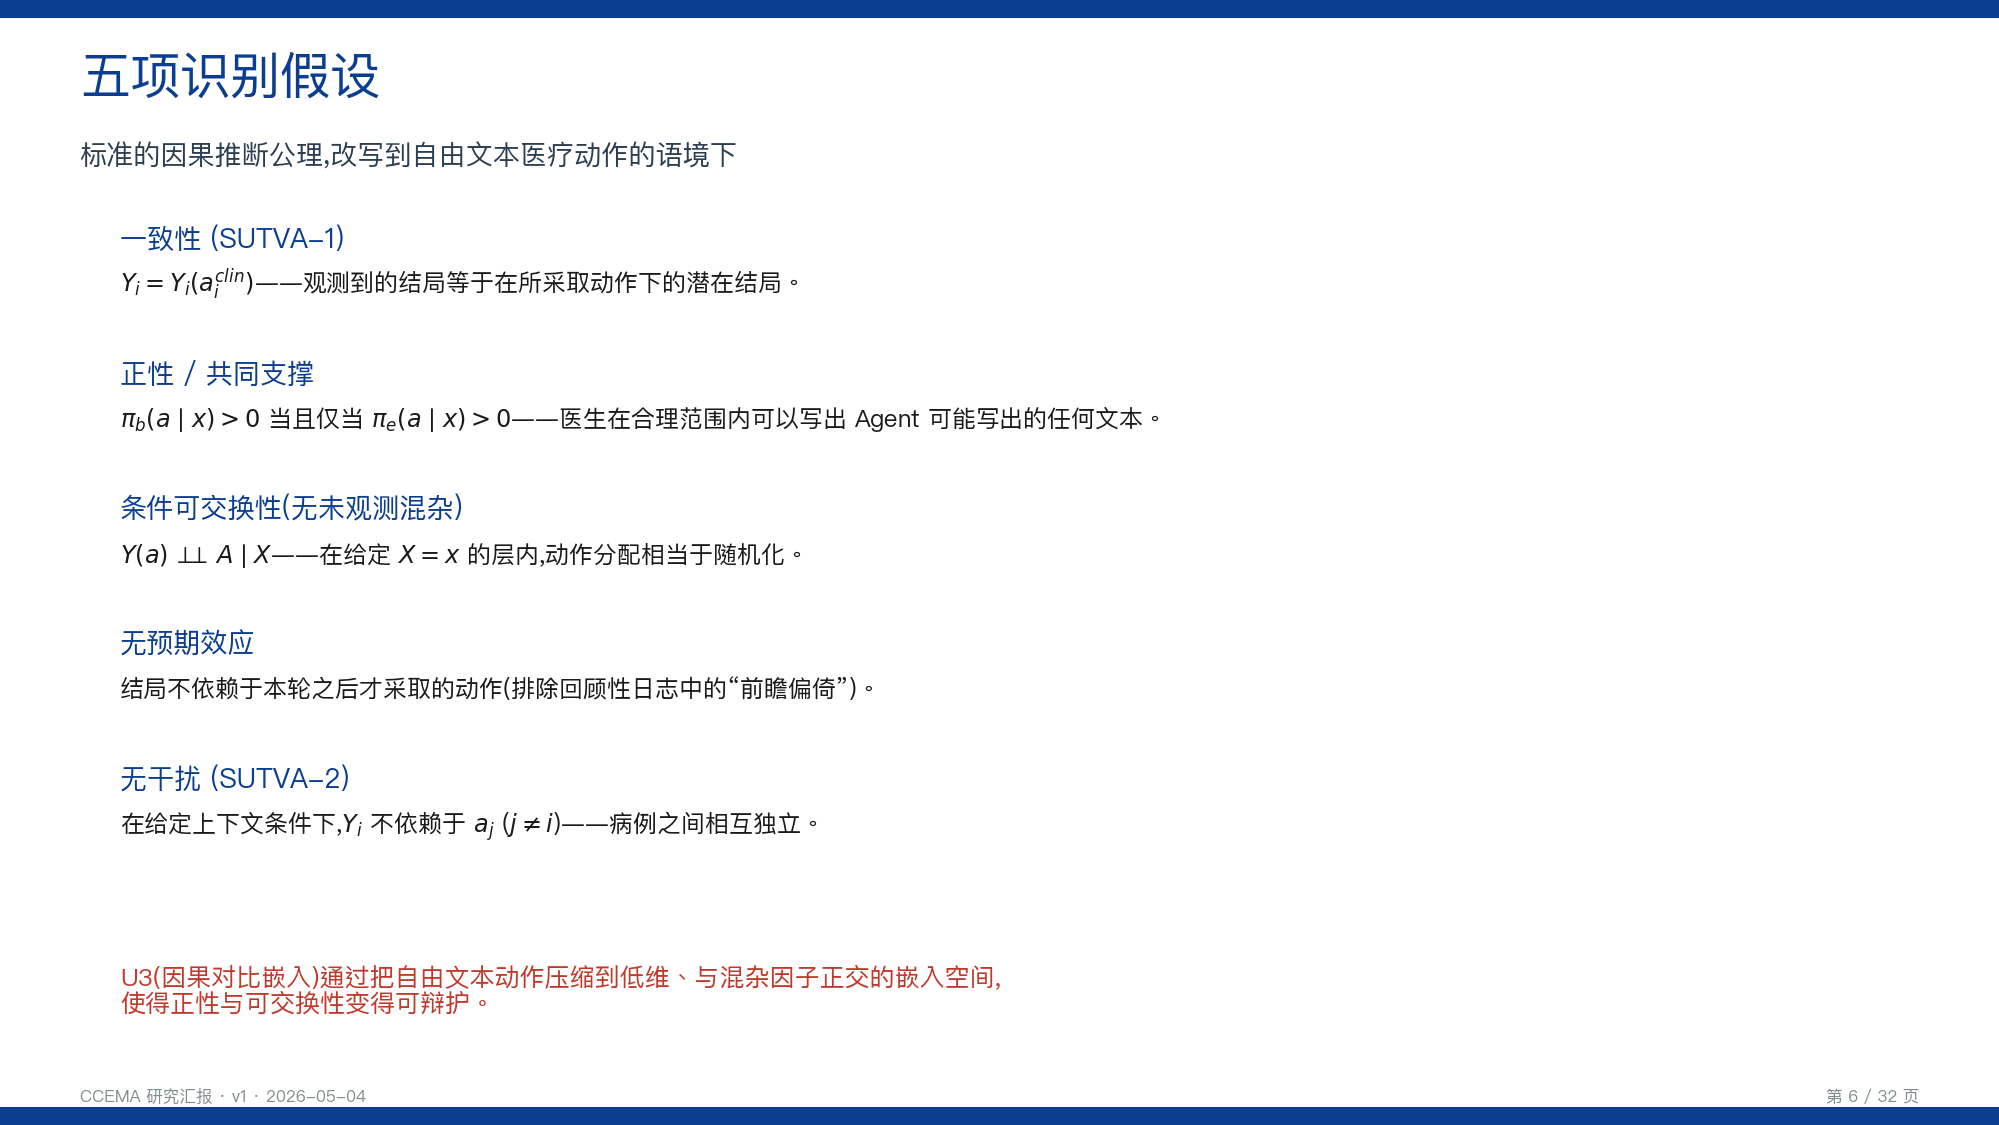 五项识别假设
标准的因果推断公理,改写到自由文本医疗动作的语境下
一致性 (SUTVA–1)
Y_i = Y_i(a_i^{clin})——观测到的结局等于在所采取动作下的潜在结局。
正性 / 共同支撑
π_b(a | x) > 0 当且仅当 π_e(a | x) > 0——医生在合理范围内可以写出 Agent 可能写出的任何文本。
条件可交换性(无未观测混杂)
Y(a) ⊥⊥ A | X——在给定 X = x 的层内,动作分配相当于随机化。
无预期效应
结局不依赖于本轮之后才采取的动作(排除回顾性日志中的“前瞻偏倚”)。
无干扰 (SUTVA–2)
在给定上下文条件下,Y_i 不依赖于 a_j (j ≠ i)——病例之间相互独立。
U3(因果对比嵌入)通过把自由文本动作压缩到低维、与混杂因子正交的嵌入空间,
使得正性与可交换性变得可辩护。
CCEMA 研究汇报 · v1 · 2026–05–04
第 6 / 32 页